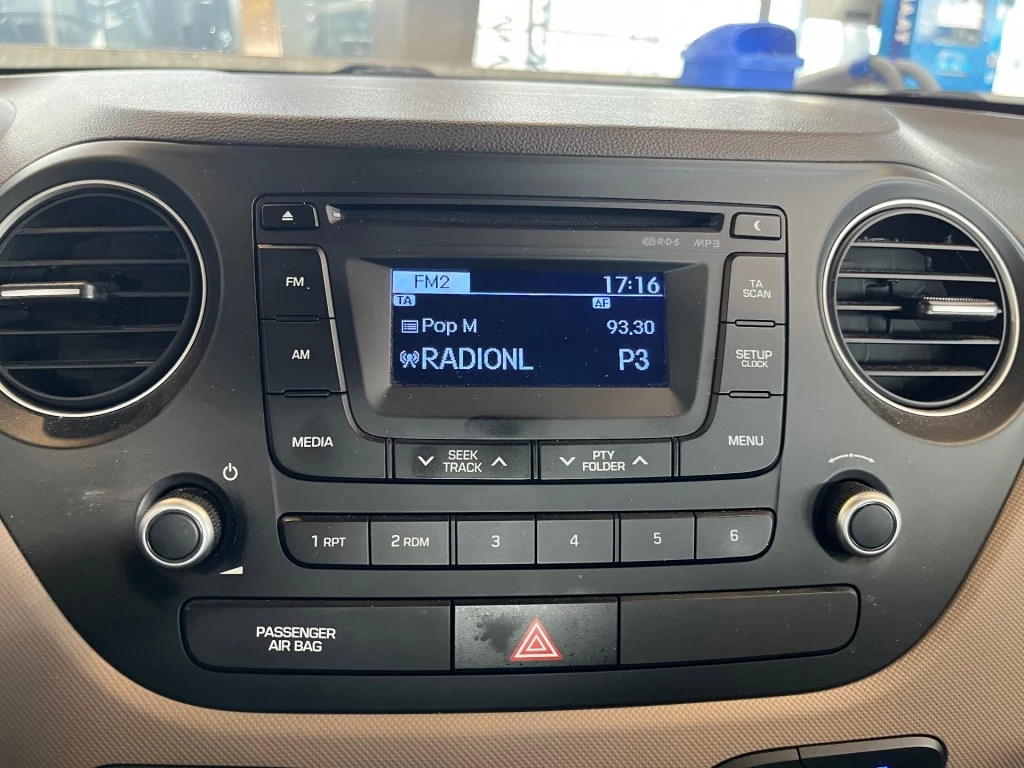 R·D·S MP3
FM
AM
MEDIA
FM2 17:16
TA AF
Pop M 93,30
RADIONL P3
TA
SCAN
SETUP
CLOCK
MENU
SEEK
TRACK
PTY
FOLDER
1 RPT 2 RDM 3 4 5 6
PASSENGER
AIR BAG